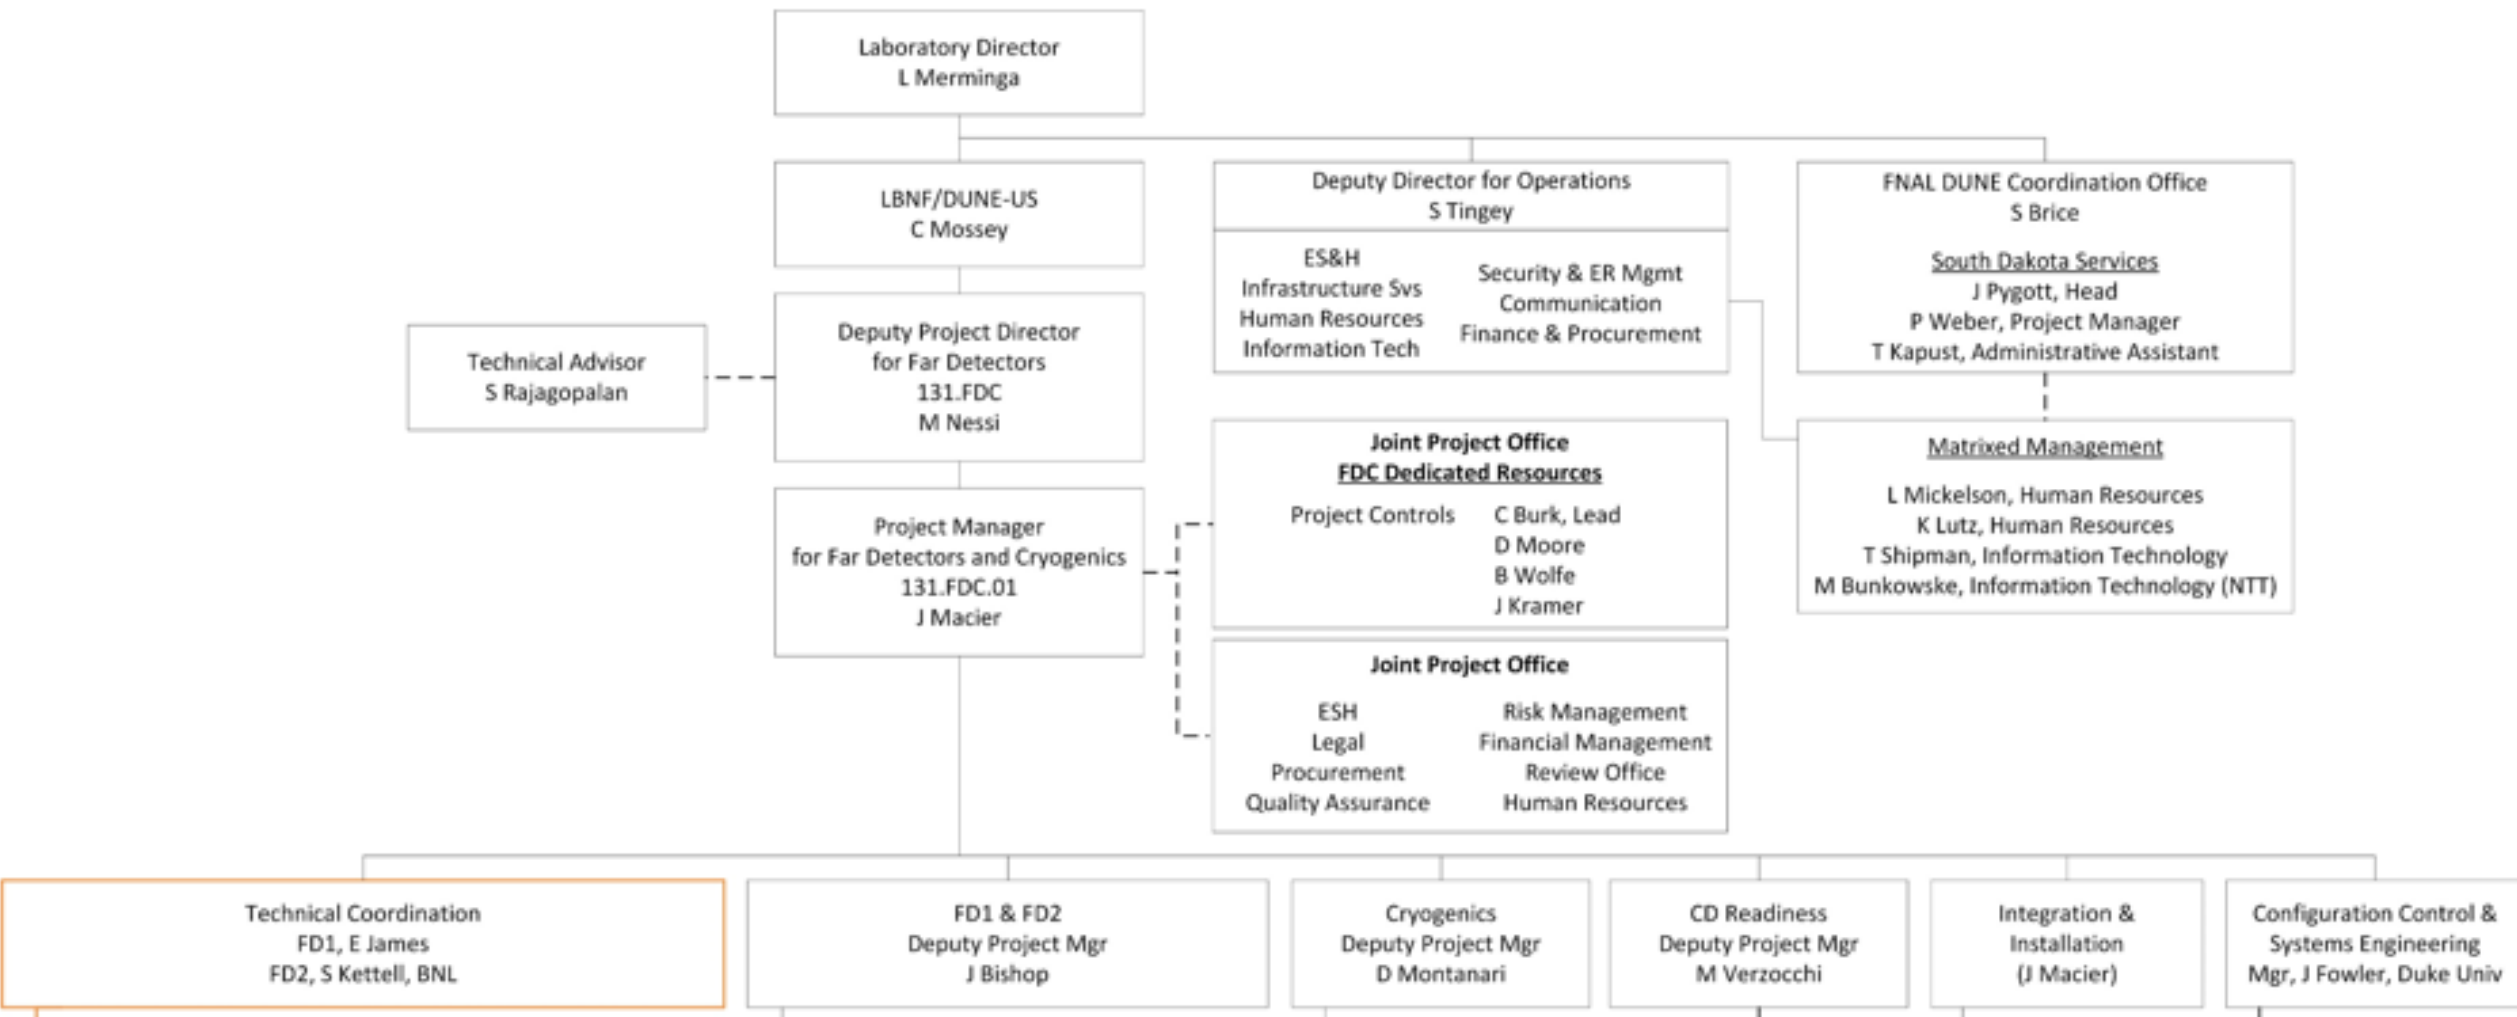 Laboratory Director
L Merminga
LBNF/DUNE-US
C Mossey
Deputy Director for Operations
S Tingey
ES&H
Infrastructure Svs
Human Resources
Information Tech
Security & ER Mgmt
Communication
Finance & Procurement
FNAL DUNE Coordination Office
S Brice
South Dakota Services
J Pygott, Head
P Weber, Project Manager
T Kapust, Administrative Assistant
Technical Advisor
S Rajagopalan
Deputy Project Director
for Far Detectors
131.FDC
M Nessi
Joint Project Office
FDC Dedicated Resources
Project Controls
C Burk, Lead
D Moore
B Wolfe
J Kramer
Matrixed Management
L Mickelson, Human Resources
K Lutz, Human Resources
T Shipman, Information Technology
M Bunkowske, Information Technology (NTT)
Project Manager
for Far Detectors and Cryogenics
131.FDC.01
J Macier
Joint Project Office
ESH
Legal
Procurement
Quality Assurance
Risk Management
Financial Management
Review Office
Human Resources
Technical Coordination
FD1, E James
FD2, S Kettell, BNL
FD1 & FD2
Deputy Project Mgr
J Bishop
Cryogenics
Deputy Project Mgr
D Montanari
CD Readiness
Deputy Project Mgr
M Verzocchi
Integration &
Installation
(J Macier)
Configuration Control &
Systems Engineering
Mgr, J Fowler, Duke Univ